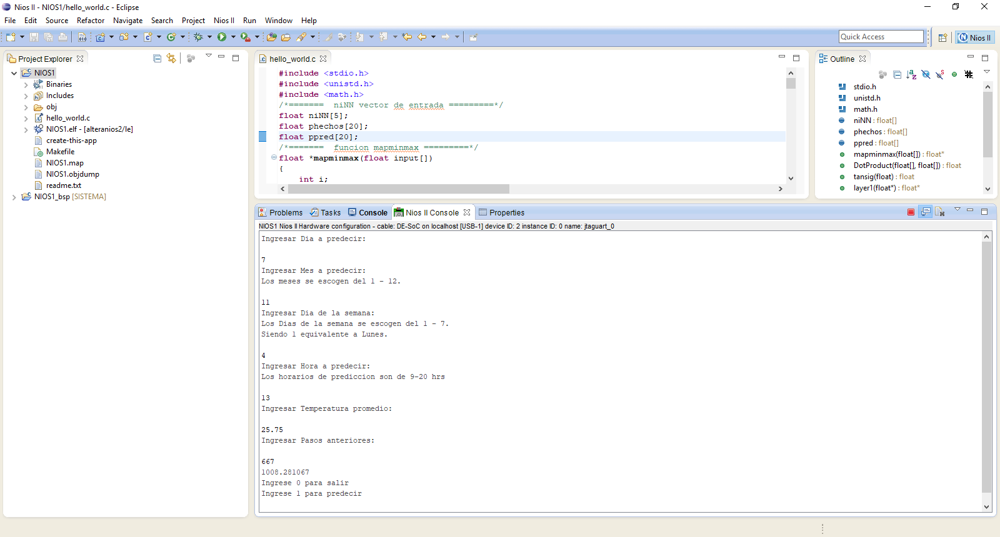 Nios II - NIOS1/hello_world.c - Eclipse
File Edit Source Refactor Navigate Search Project Nios II Run Window Help
Quick Access
Nios II
Project Explorer
NIOS1
Binaries
Includes
obj
hello_world.c
NIOS1.elf - [alteranios2/le]
create-this-app
Makefile
NIOS1.map
NIOS1.objdump
readme.txt
NIOS1_bsp [SISTEMA]
hello_world.c
#include <stdio.h>
#include <unistd.h>
#include <math.h>
/*======= niNN vector de entrada =========*/
float niNN[5];
float phechos[20];
float ppred[20];
/*======= funcion mapminmax =========*/
float *mapminmax(float input[])
{
int i;
Outline
stdio.h
unistd.h
math.h
niNN : float[]
phechos : float[]
ppred : float[]
mapminmax(float[]) : float*
DotProduct(float[], float[]) : float
tansig(float) : float
layer1(float*) : float*
Problems Tasks Console Nios II Console Properties
NIOS1 Nios II Hardware configuration - cable: DE-SoC on localhost [USB-1] device ID: 2 instance ID: 0 name: jtaguart_0
Ingresar Dia a predecir:
7
Ingresar Mes a predecir:
Los meses se escogen del 1 - 12.
11
Ingresar Dia de la semana:
Los Dias de la semana se escogen del 1 - 7.
Siendo 1 equivalente a Lunes.
4
Ingresar Hora a predecir:
Los horarios de prediccion son de 9-20 hrs
13
Ingresar Temperatura promedio:
25.75
Ingresar Pasos anteriores:
667
1008.281067
Ingrese 0 para salir
Ingrese 1 para predecir